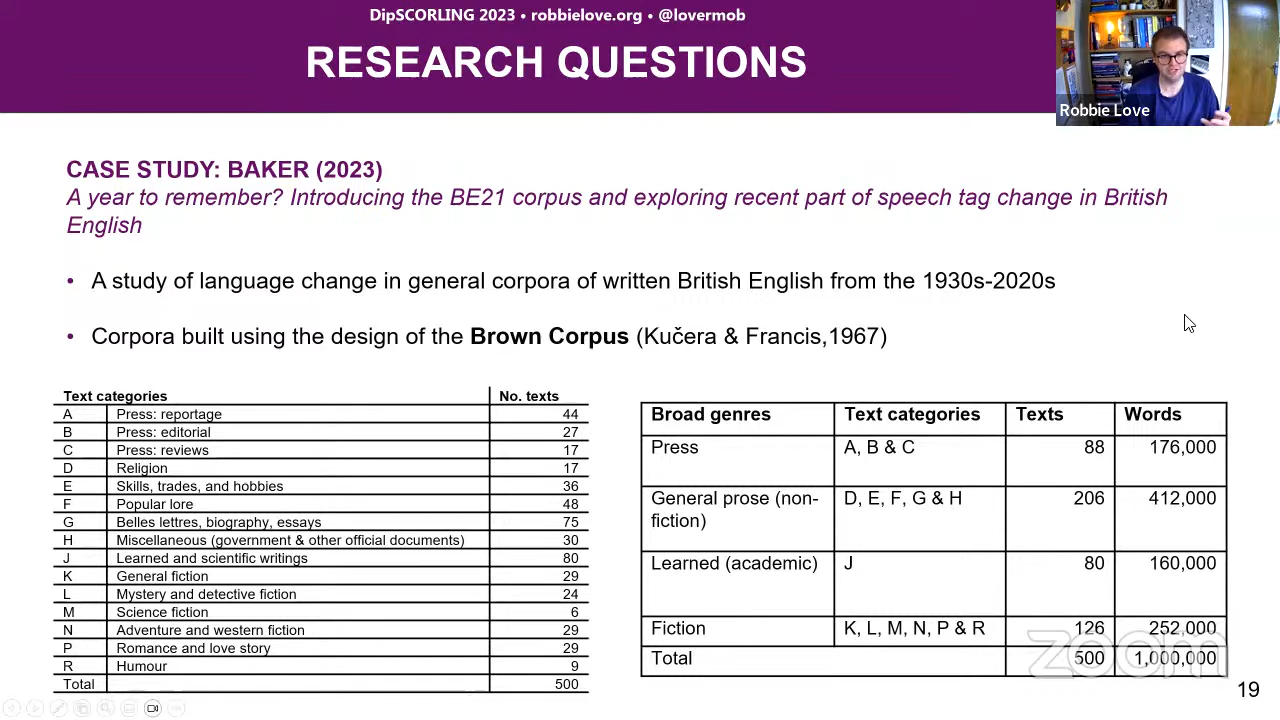 DipSCORLING 2023 • robbielove.org • @lovermob
RESEARCH QUESTIONS
Robbie Love
CASE STUDY: BAKER (2023)
A year to remember? Introducing the BE21 corpus and exploring recent part of speech tag change in British
English
• A study of language change in general corpora of written British English from the 1930s-2020s
• Corpora built using the design of the Brown Corpus (Kučera & Francis,1967)
Text categories No. texts
A Press: reportage 44
B Press: editorial 27
C Press: reviews 17
D Religion 17
E Skills, trades, and hobbies 36
F Popular lore 48
G Belles lettres, biography, essays 75
H Miscellaneous (government & other official documents) 30
J Learned and scientific writings 80
K General fiction 29
L Mystery and detective fiction 24
M Science fiction 6
N Adventure and western fiction 29
P Romance and love story 29
R Humour 9
Total 500
Broad genres Text categories Texts Words
Press A, B & C 88 176,000
General prose (non-
fiction) D, E, F, G & H 206 412,000
Learned (academic) J 80 160,000
Fiction K, L, M, N, P & R 126 252,000
Total 500 1,000,000
zoom
19